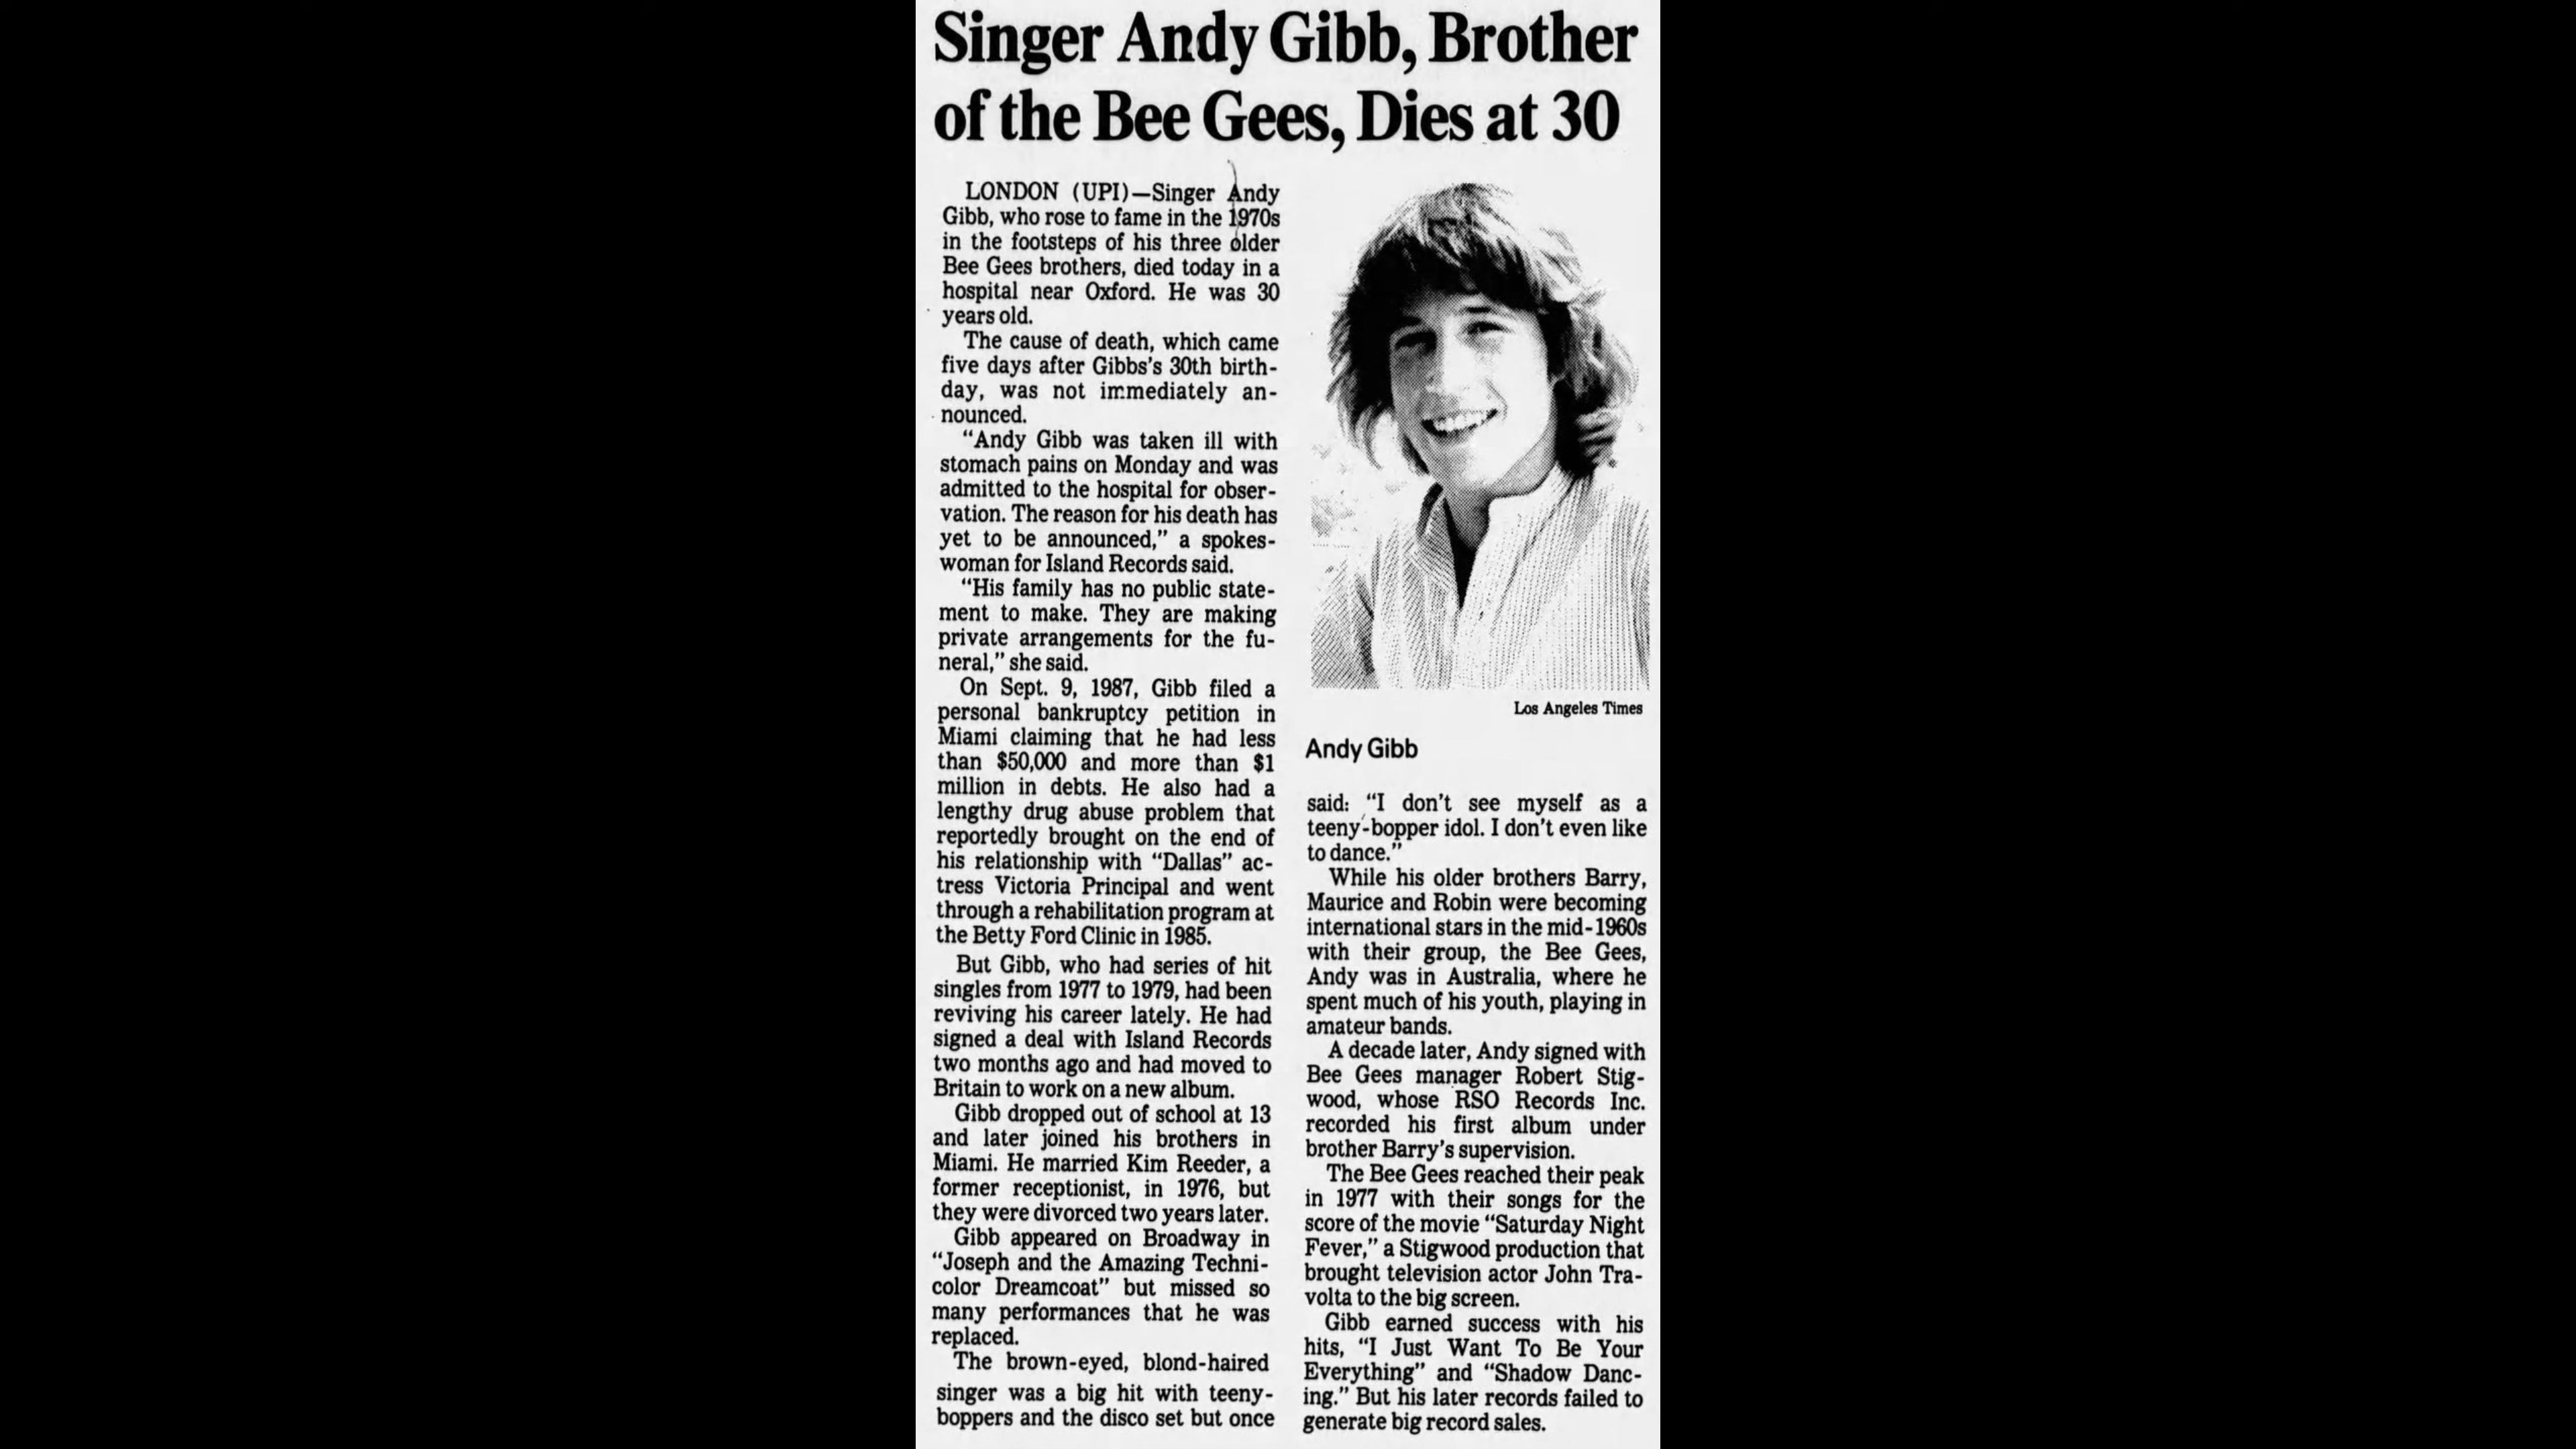 Singer Andy Gibb, Brother
of the Bee Gees, Dies at 30
LONDON (UPI)—Singer Andy
Gibb, who rose to fame in the 1970s
in the footsteps of his three older
Bee Gees brothers, died today in a
hospital near Oxford. He was 30
years old.
The cause of death, which came
five days after Gibbs's 30th birth-
day, was not immediately an-
nounced.
"Andy Gibb was taken ill with
stomach pains on Monday and was
admitted to the hospital for obser-
vation. The reason for his death has
yet to be announced," a spokes-
woman for Island Records said.
"His family has no public state-
ment to make. They are making
private arrangements for the fu-
neral," she said.
On Sept. 9, 1987, Gibb filed a
personal bankruptcy petition in
Miami claiming that he had less
than $50,000 and more than $1
million in debts. He also had a
lengthy drug abuse problem that
reportedly brought on the end of
his relationship with "Dallas" ac-
tress Victoria Principal and went
through a rehabilitation program at
the Betty Ford Clinic in 1985.
But Gibb, who had series of hit
singles from 1977 to 1979, had been
reviving his career lately. He had
signed a deal with Island Records
two months ago and had moved to
Britain to work on a new album.
Gibb dropped out of school at 13
and later joined his brothers in
Miami. He married Kim Reeder, a
former receptionist, in 1976, but
they were divorced two years later.
Gibb appeared on Broadway in
"Joseph and the Amazing Techni-
color Dreamcoat" but missed so
many performances that he was
replaced.
The brown-eyed, blond-haired
singer was a big hit with teeny-
boppers and the disco set but once
Los Angeles Times
Andy Gibb
said: "I don't see myself as a
teeny-bopper idol. I don't even like
to dance."
While his older brothers Barry,
Maurice and Robin were becoming
international stars in the mid-1960s
with their group, the Bee Gees,
Andy was in Australia, where he
spent much of his youth, playing in
amateur bands.
A decade later, Andy signed with
Bee Gees manager Robert Stig-
wood, whose RSO Records Inc.
recorded his first album under
brother Barry's supervision.
The Bee Gees reached their peak
in 1977 with their songs for the
score of the movie "Saturday Night
Fever," a Stigwood production that
brought television actor John Tra-
volta to the big screen.
Gibb earned success with his
hits, "I Just Want To Be Your
Everything" and "Shadow Danc-
ing." But his later records failed to
generate big record sales.